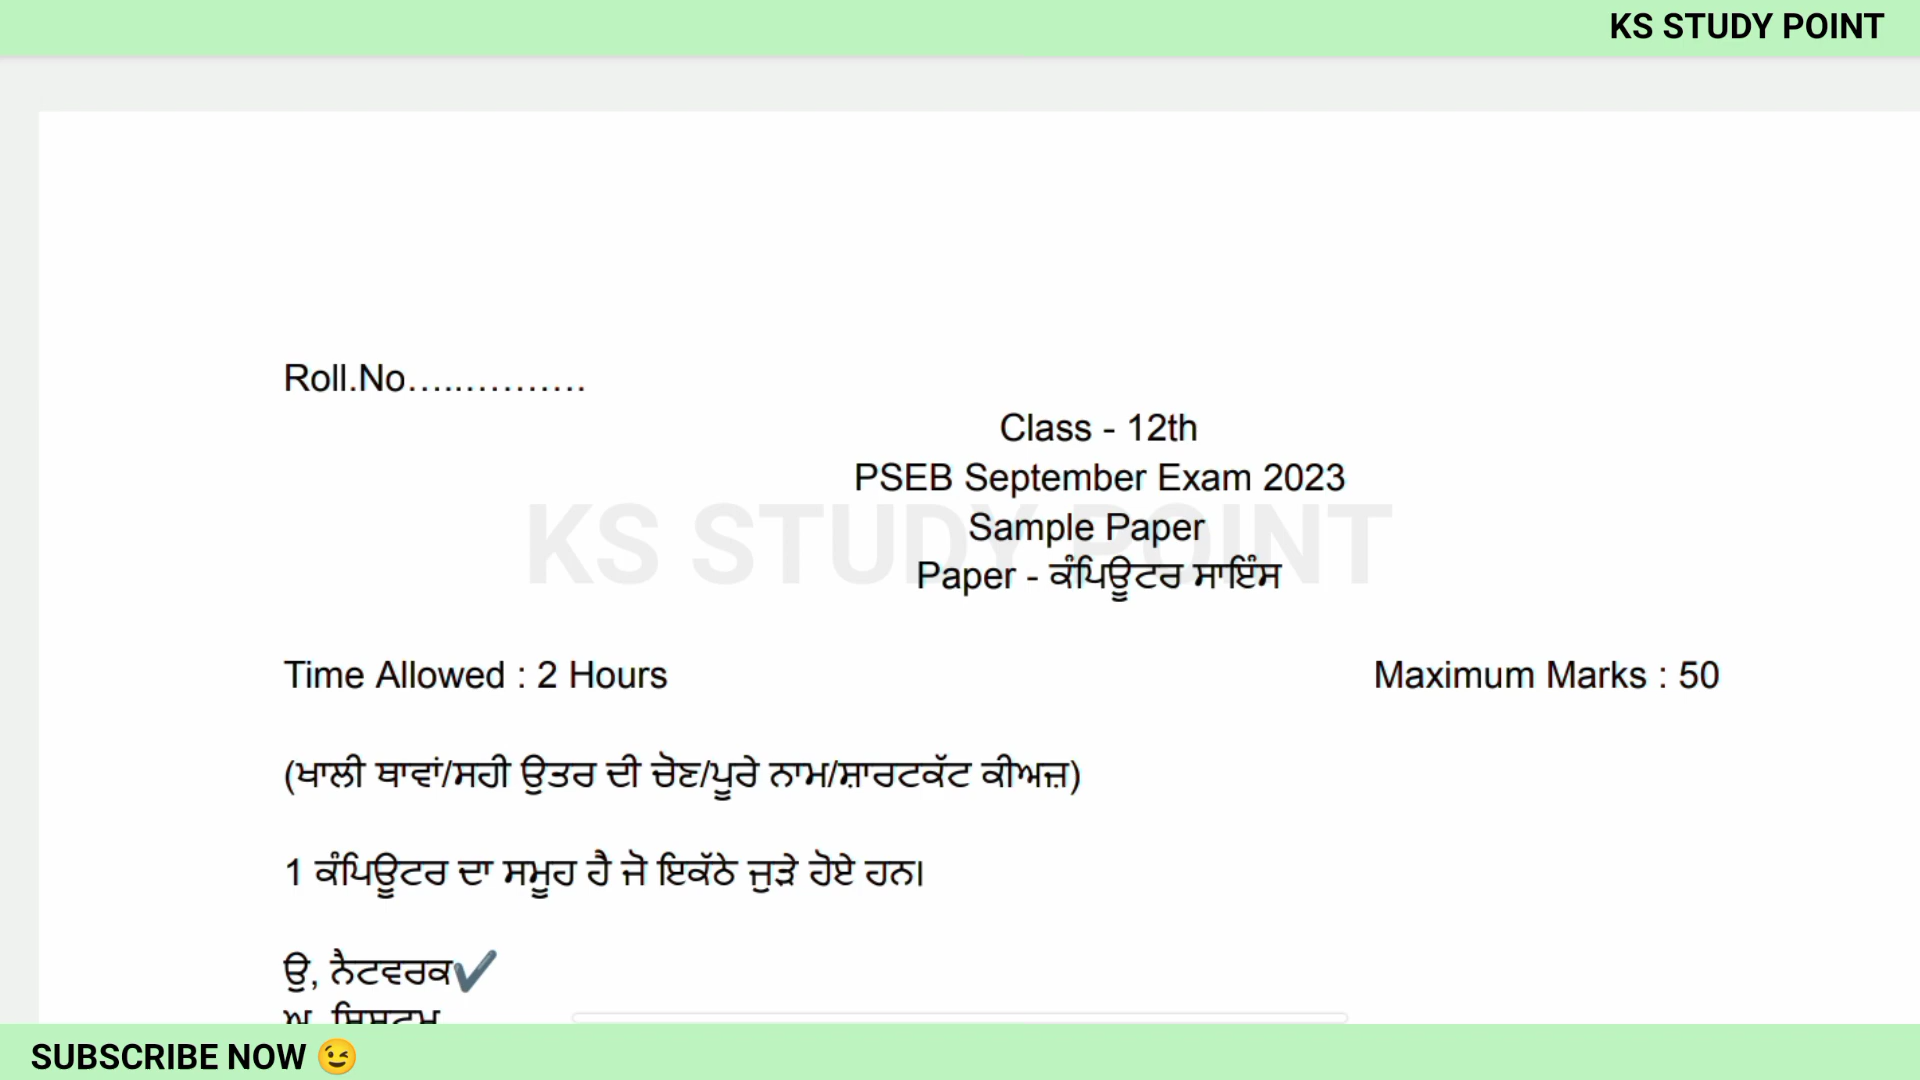 KS STUDY POINT
Roll.No…..……….
Class - 12th
PSEB September Exam 2023
Sample Paper
Paper - ਕੰਪਿਊਟਰ ਸਾਇੰਸ
KS STUDY POINT
Time Allowed : 2 Hours Maximum Marks : 50
(ਖਾਲੀ ਥਾਵਾਂ/ਸਹੀ ਉਤਰ ਦੀ ਚੋਣ/ਪੂਰੇ ਨਾਮ/ਸ਼ਾਰਟਕੱਟ ਕੀਅਜ਼)
1 ਕੰਪਿਊਟਰ ਦਾ ਸਮੂਹ ਹੈ ਜੋ ਇਕੱਠੇ ਜੁੜੇ ਹੋਏ ਹਨ।
ਉ, ਨੈਟਵਰਕ✔
ਅ, ਸਿਸਟਮ
SUBSCRIBE NOW 😉